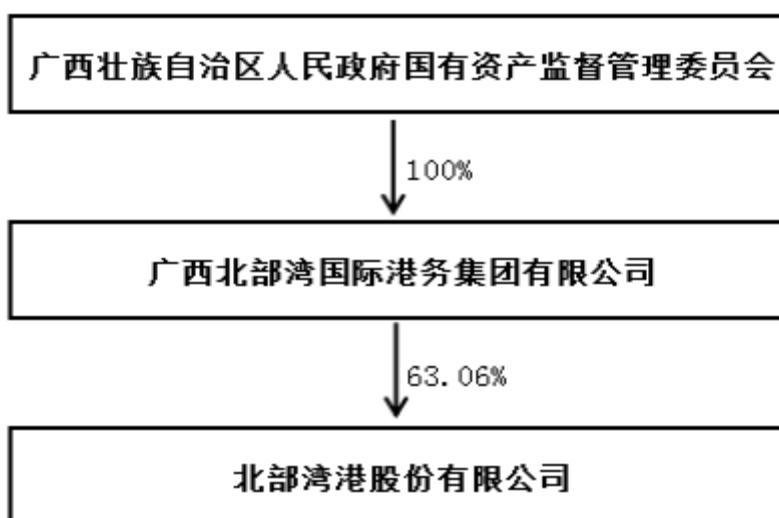 广西壮族自治区人民政府国有资产监督管理委员会
100%
广西北部湾国际港务集团有限公司
63.06%
北部湾港股份有限公司